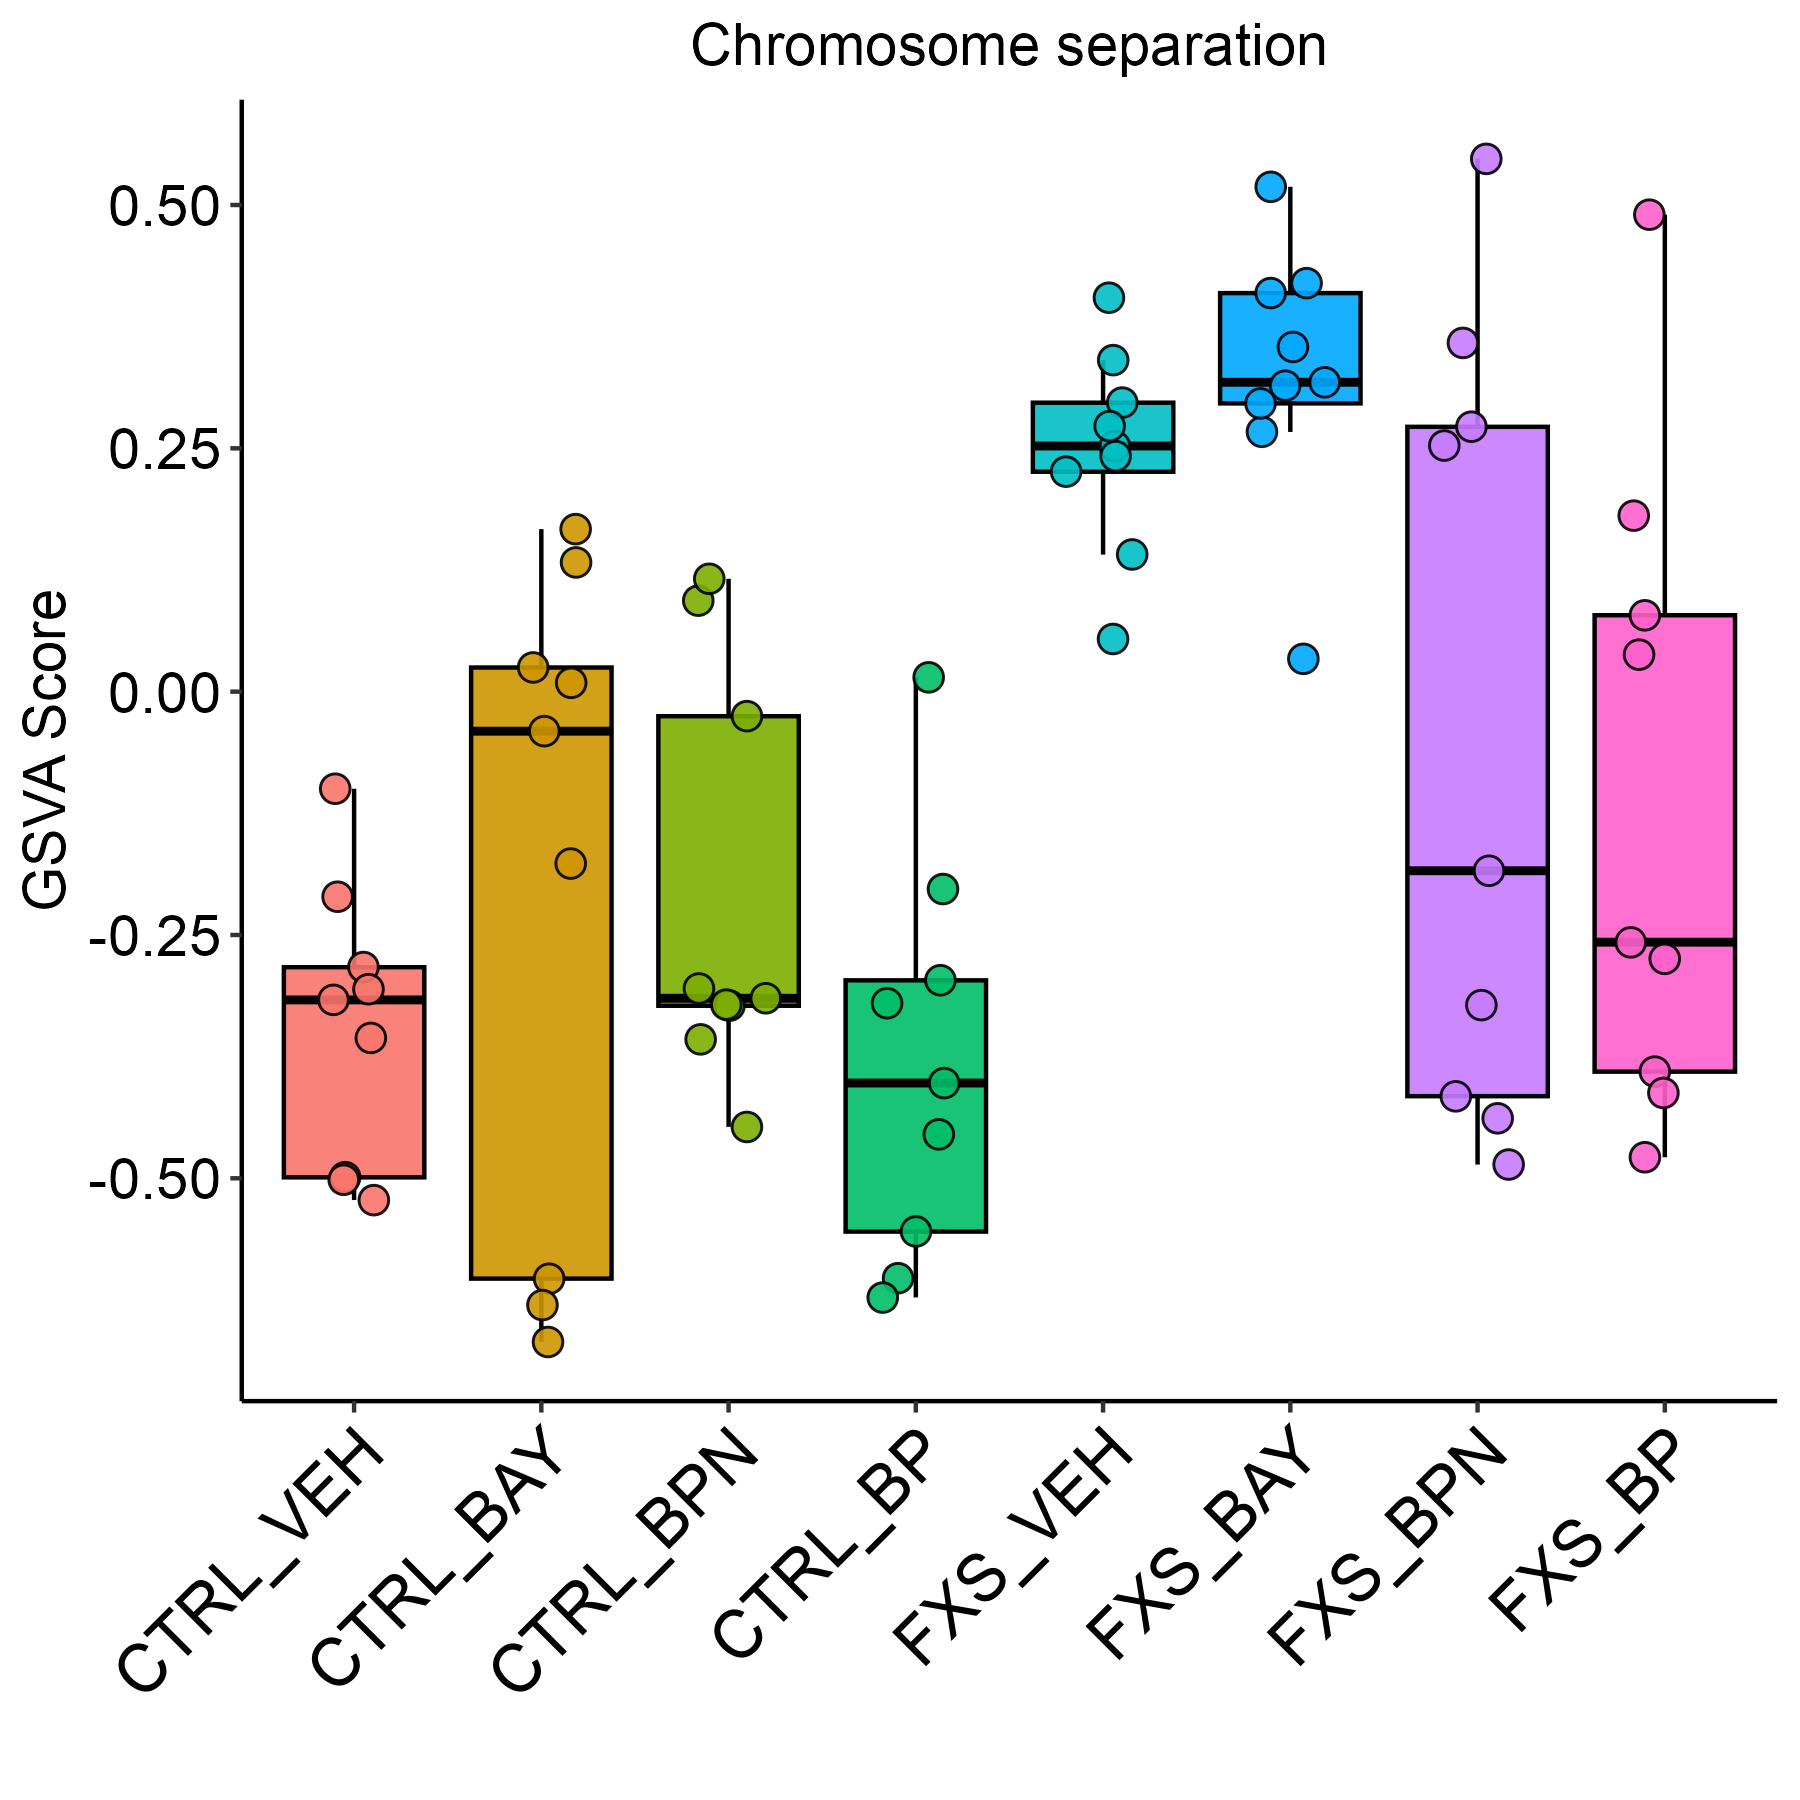 Chromosome separation
GSVA Score
0.50
0.25
0.00
-0.25
-0.50
CTRL_VEH
CTRL_BAY
CTRL_BPN
CTRL_BP
FXS_VEH
FXS_BAY
FXS_BPN
FXS_BP